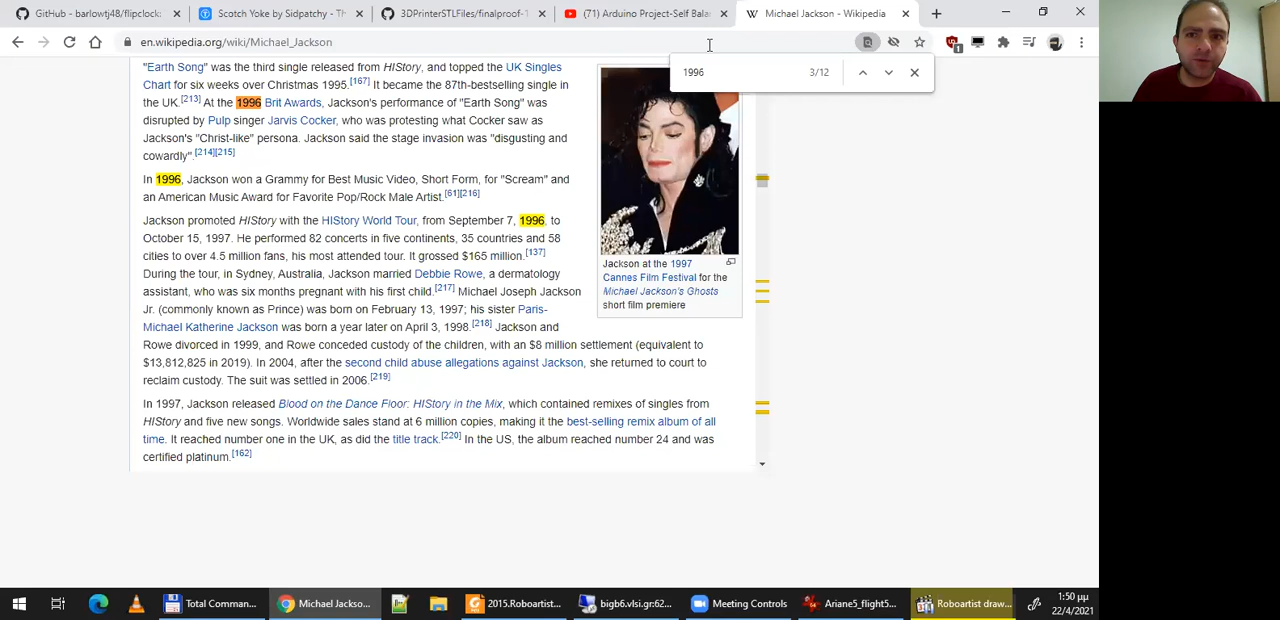 GitHub - barlowtj48/flipclock:
Scotch Yoke by Sidpatchy - Th
3DPrinterSTLFiles/finalproof-1
(71) Arduino Project-Self Bala
Michael Jackson - Wikipedia
en.wikipedia.org/wiki/Michael_Jackson
1
1996
3/12
"Earth Song" was the third single released from HIStory, and topped the UK Singles
Chart for six weeks over Christmas 1995.[167] It became the 87th-bestselling single in
the UK.[213] At the 1996 Brit Awards, Jackson's performance of "Earth Song" was
disrupted by Pulp singer Jarvis Cocker, who was protesting what Cocker saw as
Jackson's "Christ-like" persona. Jackson said the stage invasion was "disgusting and
cowardly".[214][215]
In 1996, Jackson won a Grammy for Best Music Video, Short Form, for "Scream" and
an American Music Award for Favorite Pop/Rock Male Artist.[61][216]
Jackson promoted HIStory with the HIStory World Tour, from September 7, 1996, to
October 15, 1997. He performed 82 concerts in five continents, 35 countries and 58
cities to over 4.5 million fans, his most attended tour. It grossed $165 million.[137]
During the tour, in Sydney, Australia, Jackson married Debbie Rowe, a dermatology
assistant, who was six months pregnant with his first child.[217] Michael Joseph Jackson
Jr. (commonly known as Prince) was born on February 13, 1997; his sister Paris-
Michael Katherine Jackson was born a year later on April 3, 1998.[218] Jackson and
Rowe divorced in 1999, and Rowe conceded custody of the children, with an $8 million settlement (equivalent to
$13,812,825 in 2019). In 2004, after the second child abuse allegations against Jackson, she returned to court to
reclaim custody. The suit was settled in 2006.[219]
In 1997, Jackson released Blood on the Dance Floor: HIStory in the Mix, which contained remixes of singles from
HIStory and five new songs. Worldwide sales stand at 6 million copies, making it the best-selling remix album of all
time. It reached number one in the UK, as did the title track.[220] In the US, the album reached number 24 and was
certified platinum.[162]
Jackson at the 1997
Cannes Film Festival for the
Michael Jackson's Ghosts
short film premiere
Total Comman...
Michael Jackso...
2015.Roboartist...
bigb6.vlsi.gr:62...
Meeting Controls
Ariane5_flight5...
Roboartist draw...
1:50 μμ
22/4/2021